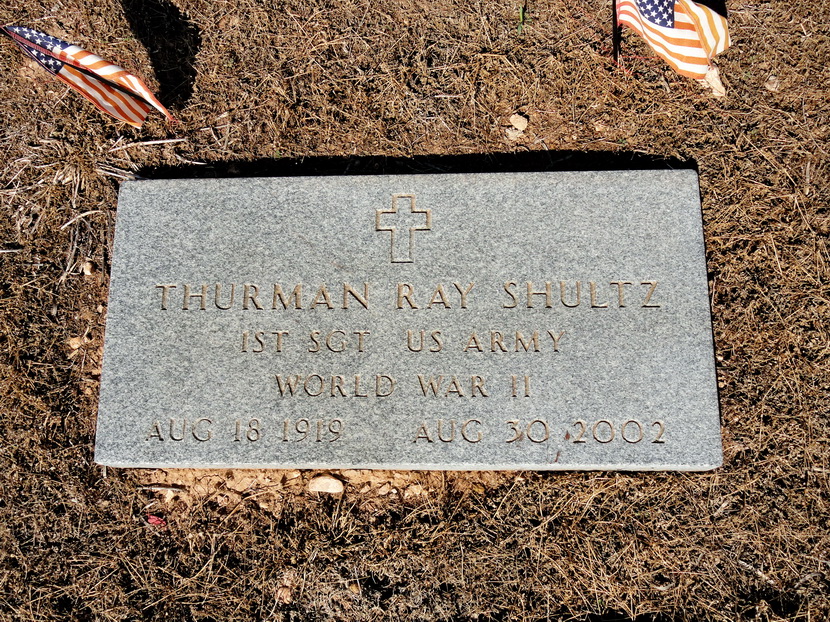 THURMAN RAY SHULTZ
1ST SGT US ARMY
WORLD WAR II
AUG 18 1919 AUG 30 2002